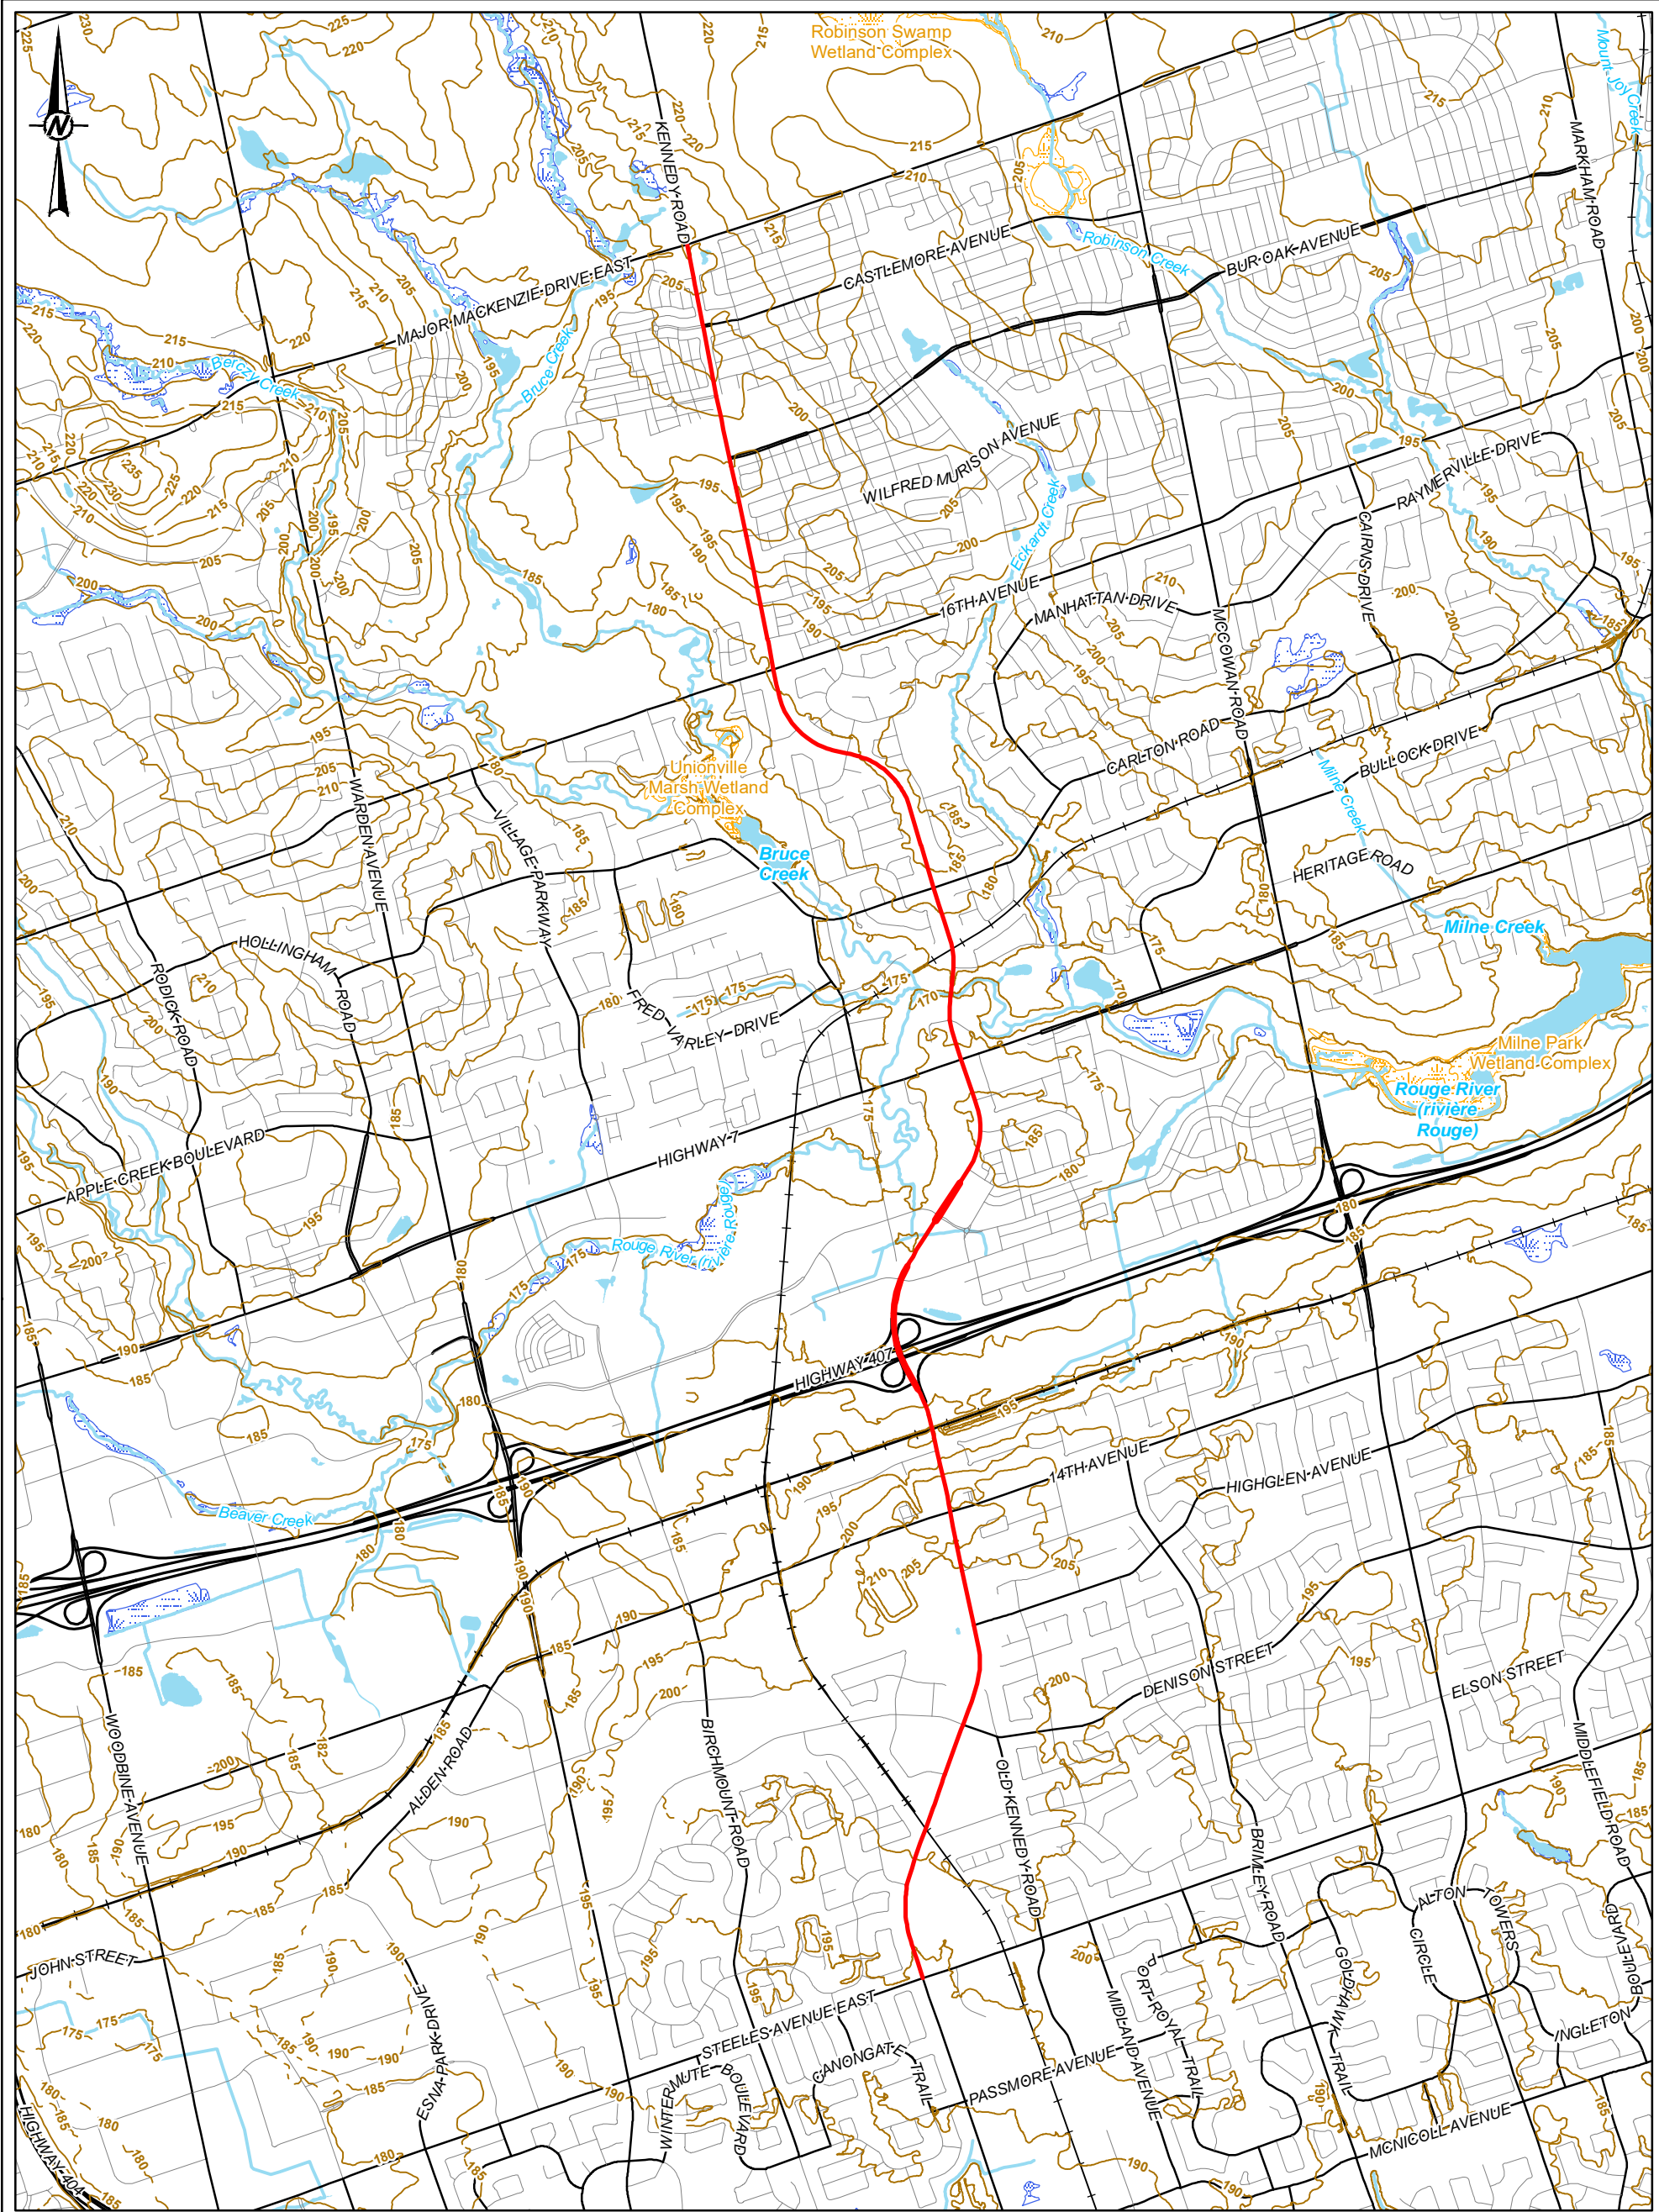 Robinson Swamp
Wetland Complex
Mount Joy Creek
N
KENNEDY ROAD
MARKHAM ROAD
CASTLEMORE AVENUE
Robinson Creek
BUR OAK AVENUE
MAJOR MACKENZIE DRIVE EAST
Bruce Creek
Berczy Creek
WILFRED MURISON AVENUE
RAYMERVILLE DRIVE
Eckardt Creek
CAIRNS DRIVE
16TH AVENUE
MANHATTAN DRIVE
MCCOWAN ROAD
CARLTON ROAD
BULLOCK DRIVE
Unionville
Marsh Wetland
Complex
Milne Creek
WARDEN AVENUE
VILLAGE PARKWAY
Bruce
Creek
HERITAGE ROAD
Milne Creek
HOLLINGHAM
ROAD
RODICK ROAD
FRED VARLEY DRIVE
Milne Park
Wetland Complex
Rouge River
(rivière
Rouge)
APPLE CREEK BOULEVARD
HIGHWAY 7
Rouge River (rivière Rouge)
HIGHWAY 407
14TH AVENUE
HIGHGLEN AVENUE
Beaver Creek
DENISON STREET
ELSON STREET
WOODBINE AVENUE
ALDEN ROAD
BIRCHMOUNT ROAD
OLD KENNEDY ROAD
BRIMLEY ROAD
MIDDLEFIELD ROAD
ALTON
TOWERS
CIRCLE
BOULEVARD
JOHN STREET
ESNA PARK DRIVE
STEELES AVENUE EAST
PORT ROYAL TRAIL
GOLDHAWK TRAIL
INGLETON
MIDLAND AVENUE
WINTERMUTE BOULEVARD
CANONGATE TRAIL
PASSMORE AVENUE
MCNICOLL AVENUE
HIGHWAY 404